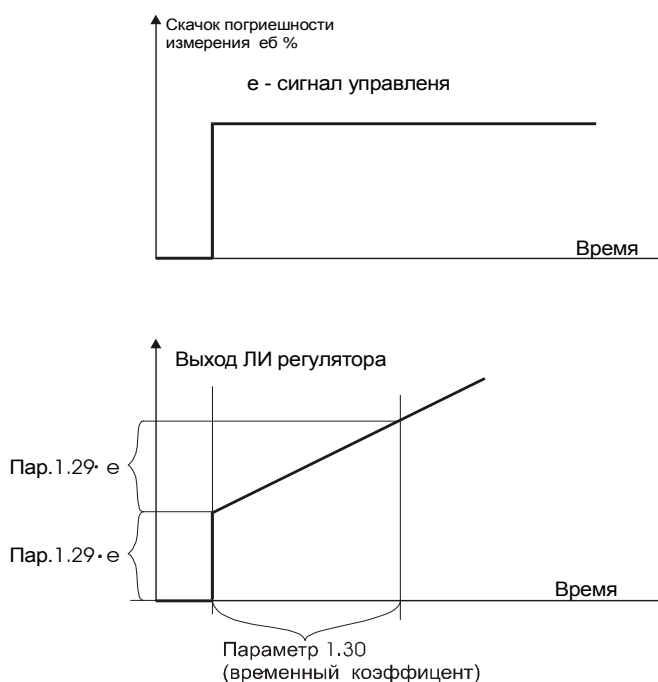 Скачок погриешности
измерения еб %
е - сигнал управленя
Время
Выход ЛИ регулятора
Пар.1.29· е
Пар.1.29· е
Время
Параметр 1.30
(временный коэффицент)